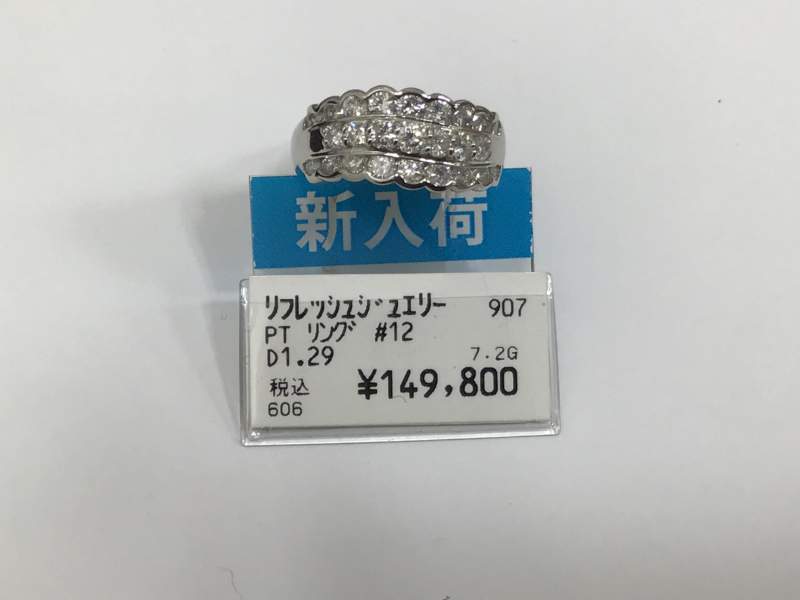 新入荷
リフレッシュジュエリー 907
PT リング #12
D1.29 7.2G
税込 ¥149,800
606